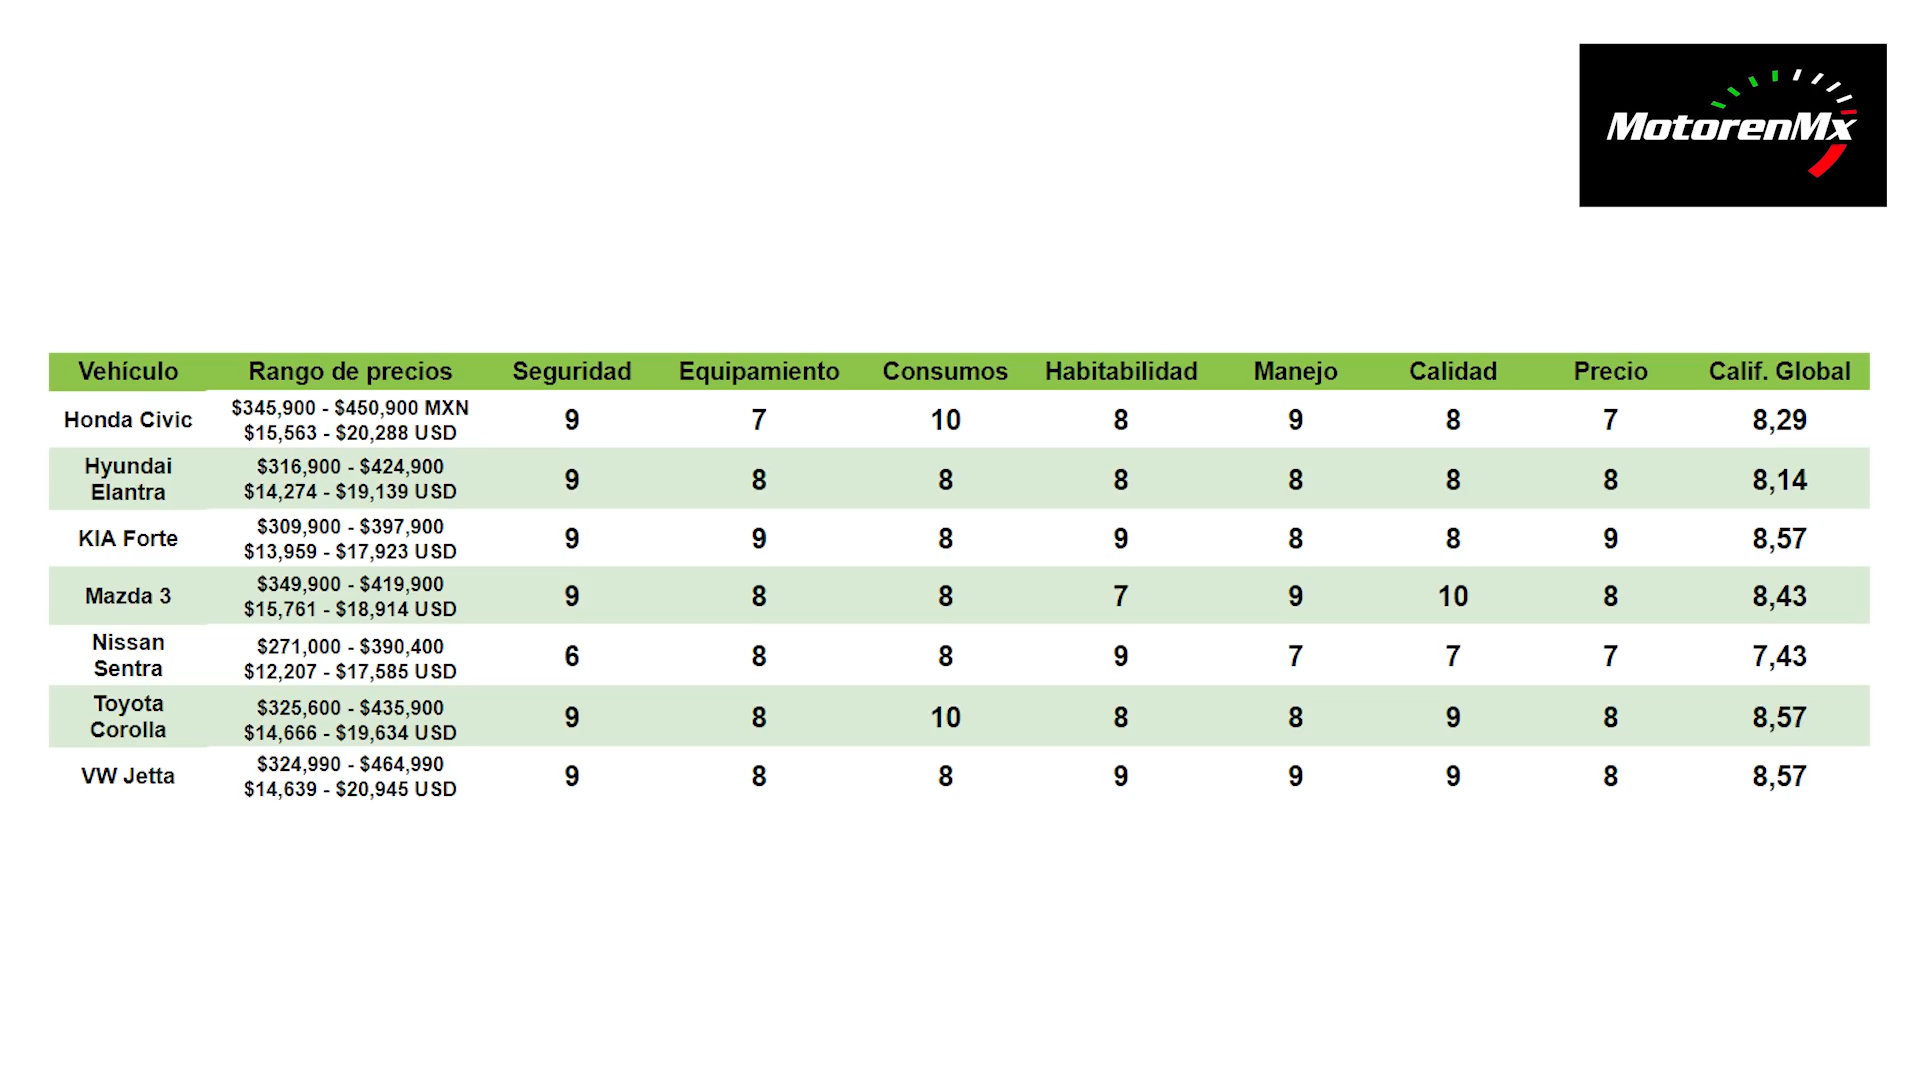 MotorenMx
Vehículo Rango de precios Seguridad Equipamiento Consumos Habitabilidad Manejo Calidad Precio Calif. Global
Honda Civic $345,900 - $450,900 MXN 9 7 10 8 9 8 7 8,29
$15,563 - $20,288 USD
Hyundai $316,900 - $424,900
Elantra $14,274 - $19,139 USD 9 8 8 8 8 8 8 8,14
KIA Forte $309,900 - $397,900 9 9 8 9 8 8 9 8,57
$13,959 - $17,923 USD
Mazda 3 $349,900 - $419,900 9 8 8 7 9 10 8 8,43
$15,761 - $18,914 USD
Nissan $271,000 - $390,400
Sentra $12,207 - $17,585 USD 6 8 8 9 7 7 7 7,43
Toyota $325,600 - $435,900
Corolla $14,666 - $19,634 USD 9 8 10 8 8 9 8 8,57
VW Jetta $324,990 - $464,990 9 8 8 9 9 9 8 8,57
$14,639 - $20,945 USD